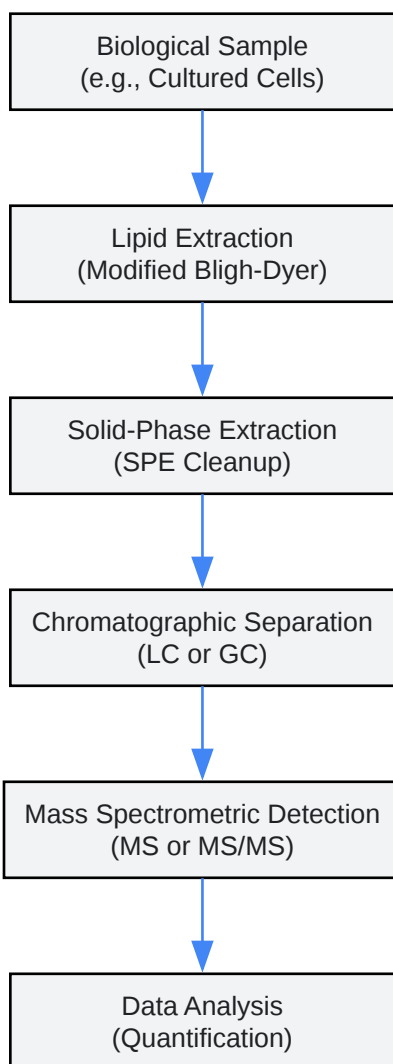 Biological Sample
(e.g., Cultured Cells)
Lipid Extraction
(Modified Bligh-Dyer)
Solid-Phase Extraction
(SPE Cleanup)
Chromatographic Separation
(LC or GC)
Mass Spectrometric Detection
(MS or MS/MS)
Data Analysis
(Quantification)